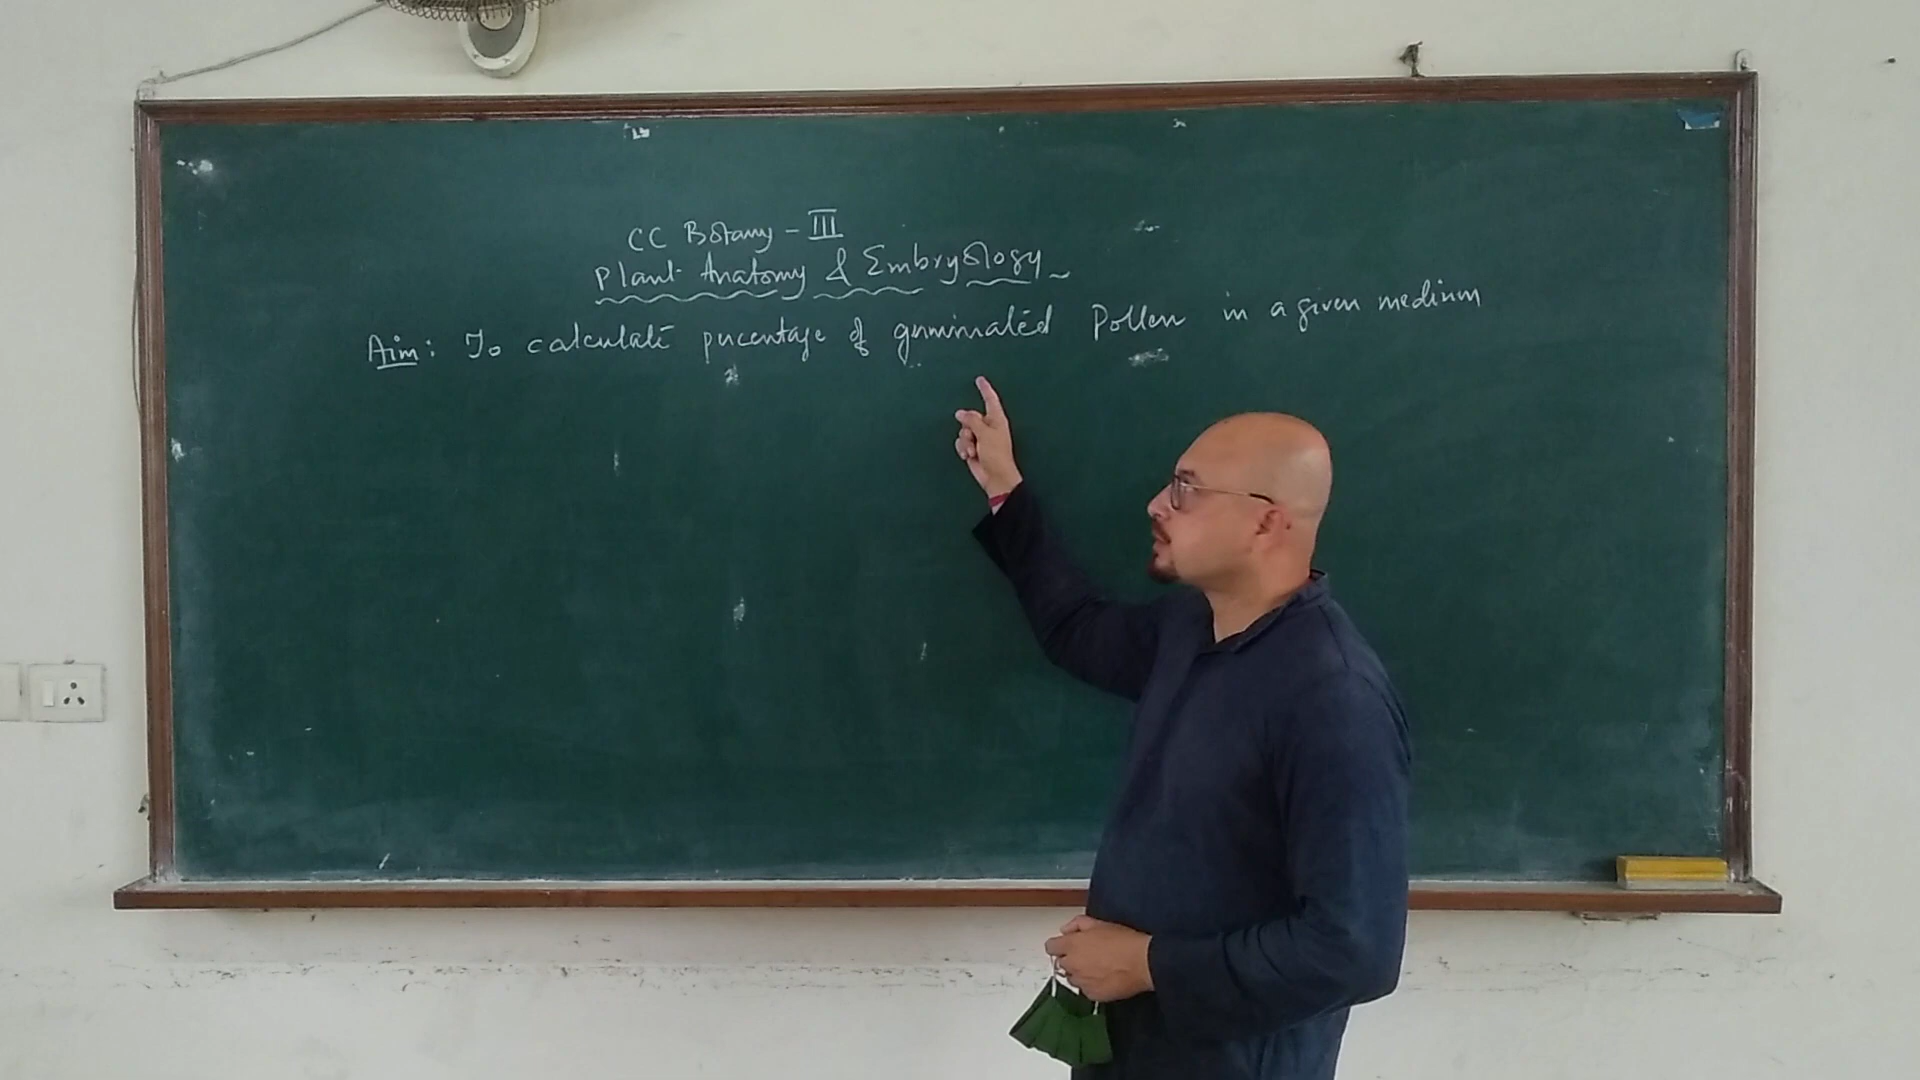 CC Botany - III
Plant Anatomy & Embryology
Aim: To calculate percentage of germinated Pollen in a given medium